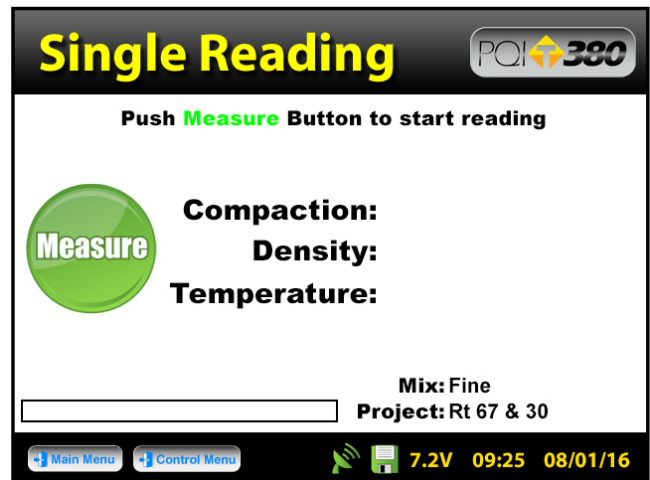 Single Reading
PQI T 380
Push Measure Button to start reading
Measure
Compaction:
Density:
Temperature:
Mix: Fine
Project: Rt 67 & 30
Main Menu Control Menu 7.2V 09:25 08/01/16